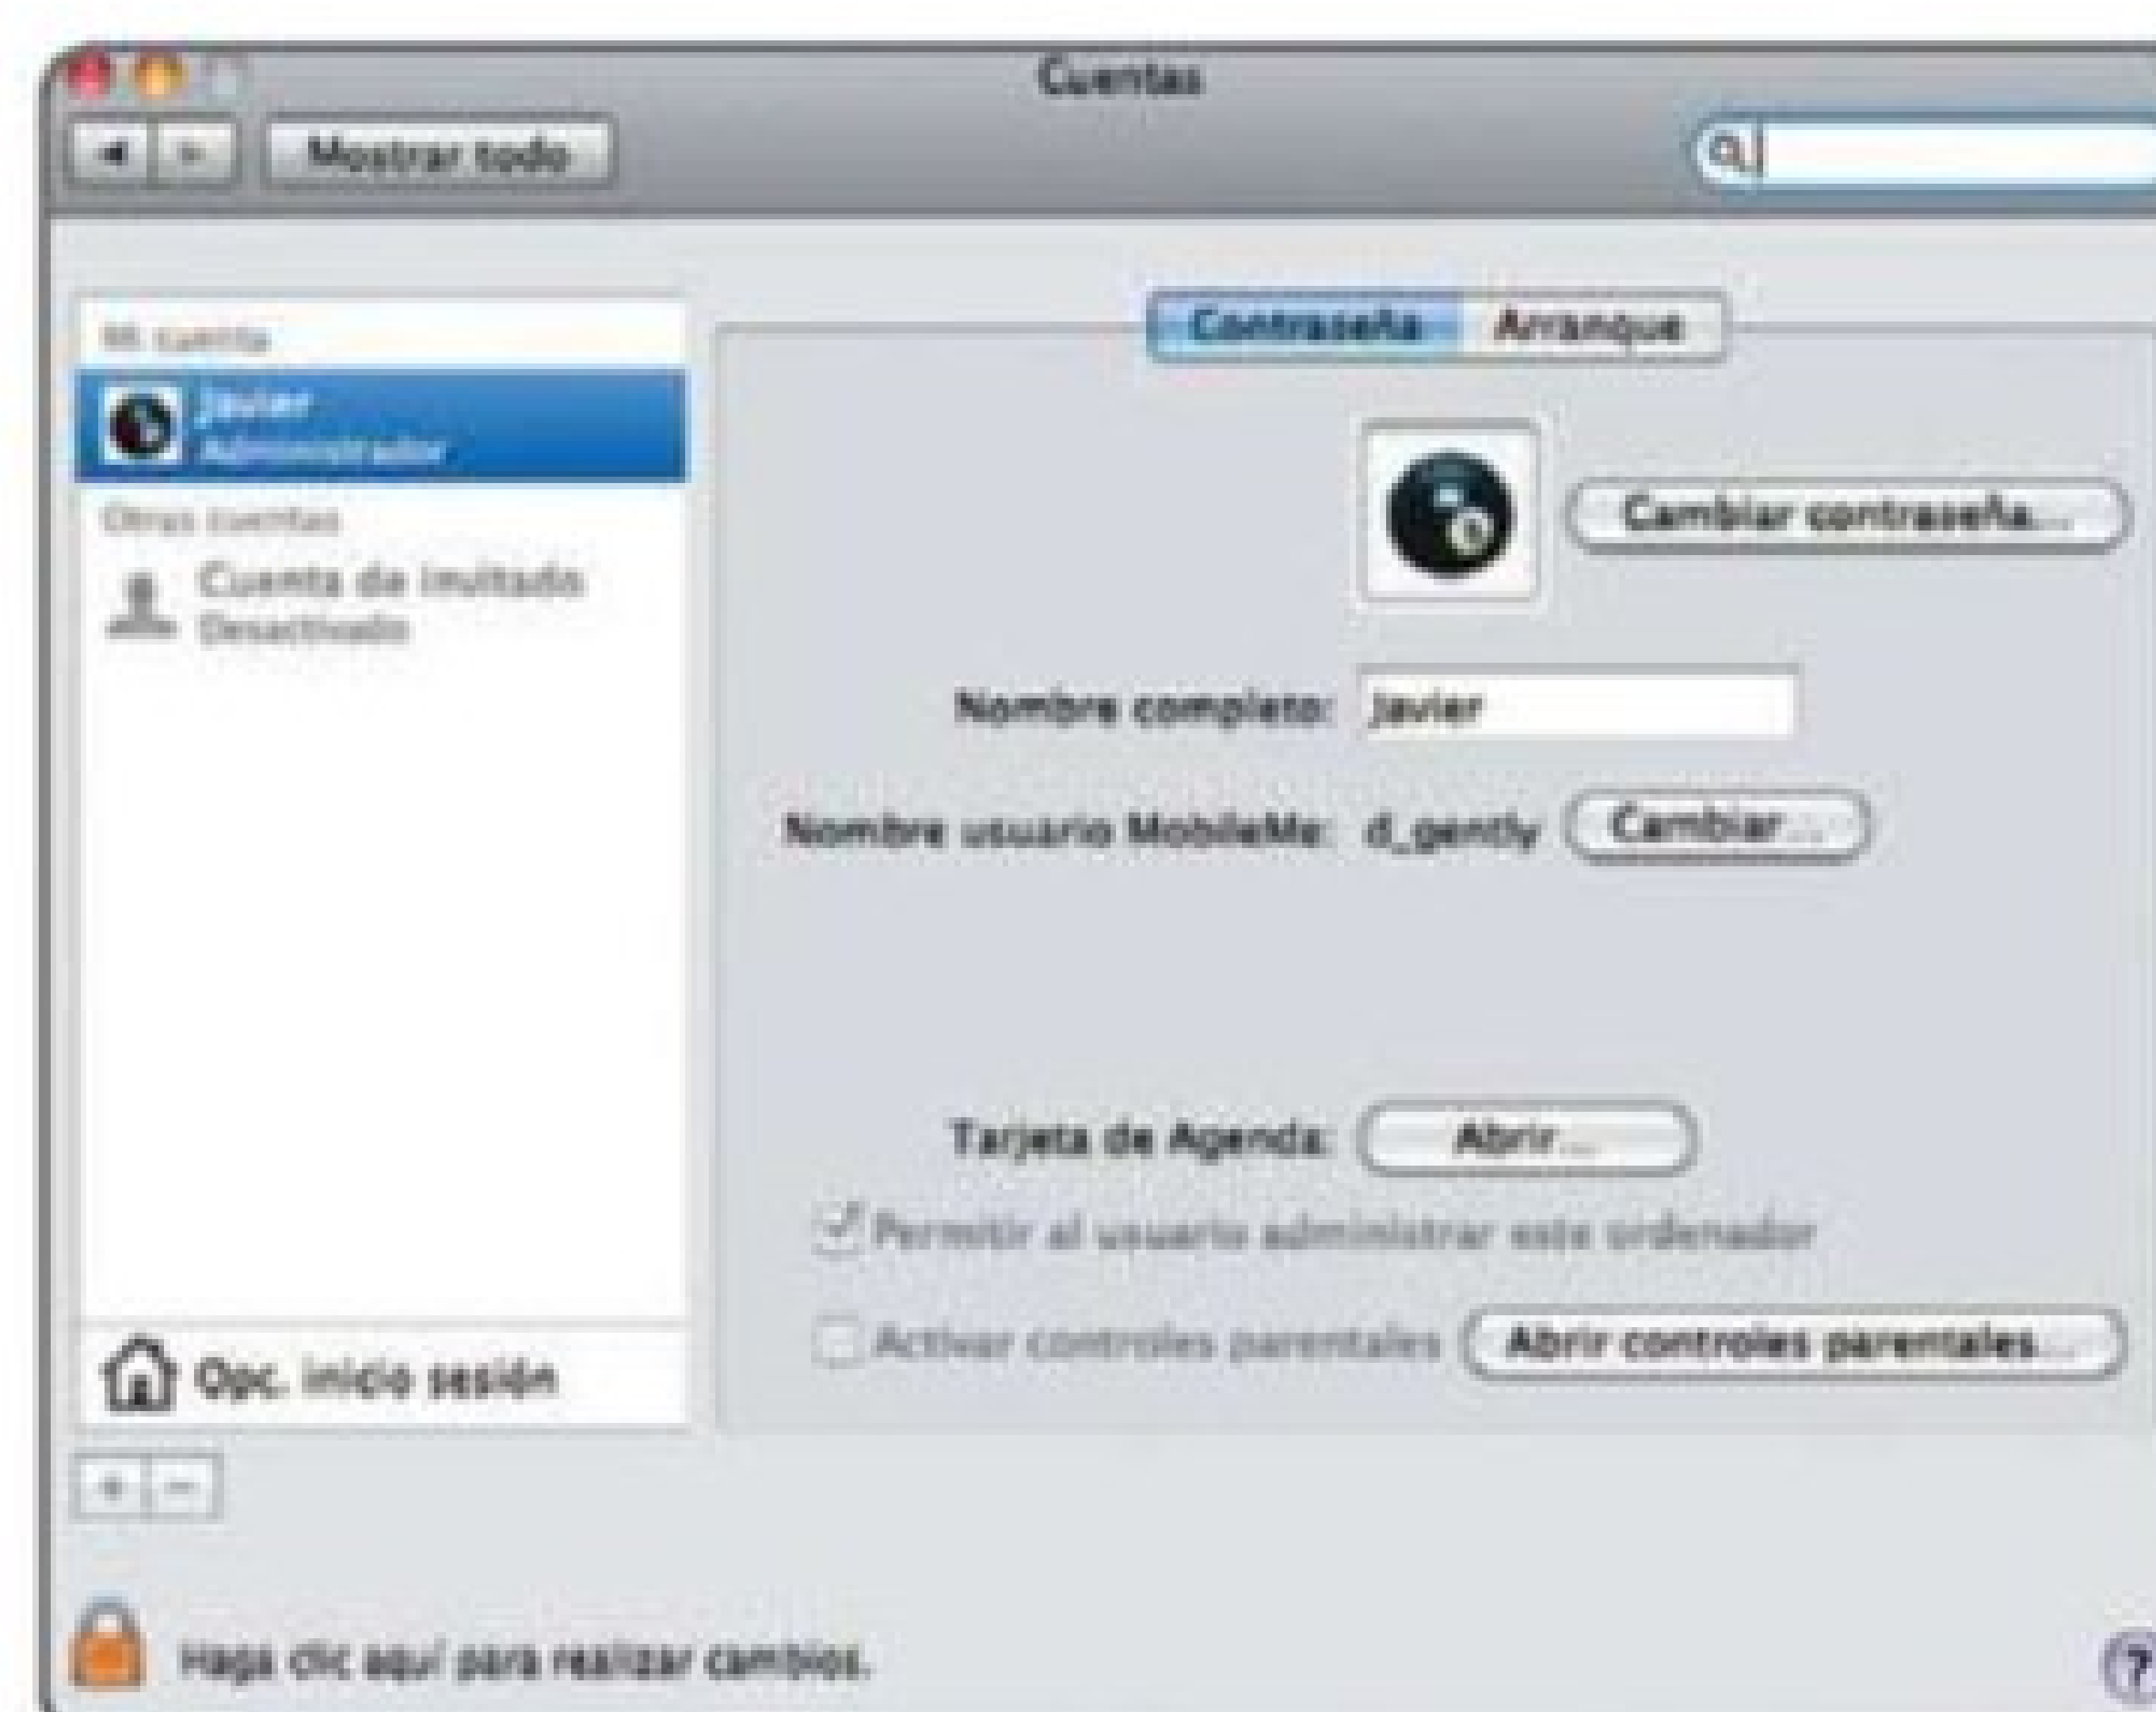 Cuentas
Mostrar todo
Mi cuenta
Javier
Administrador
Otras cuentas
Cuenta de invitado
Desactivado
Opc. inicio sesión
Contraseña Arranque
Cambiar contraseña...
Nombre completo: Javier
Nombre usuario MobileMe: d_gently Cambiar...
Tarjeta de Agenda: Abrir...
Permitir al usuario administrar este ordenador
Activar controles parentales Abrir controles parentales...
+ −
Haga clic aquí para realizar cambios.
?